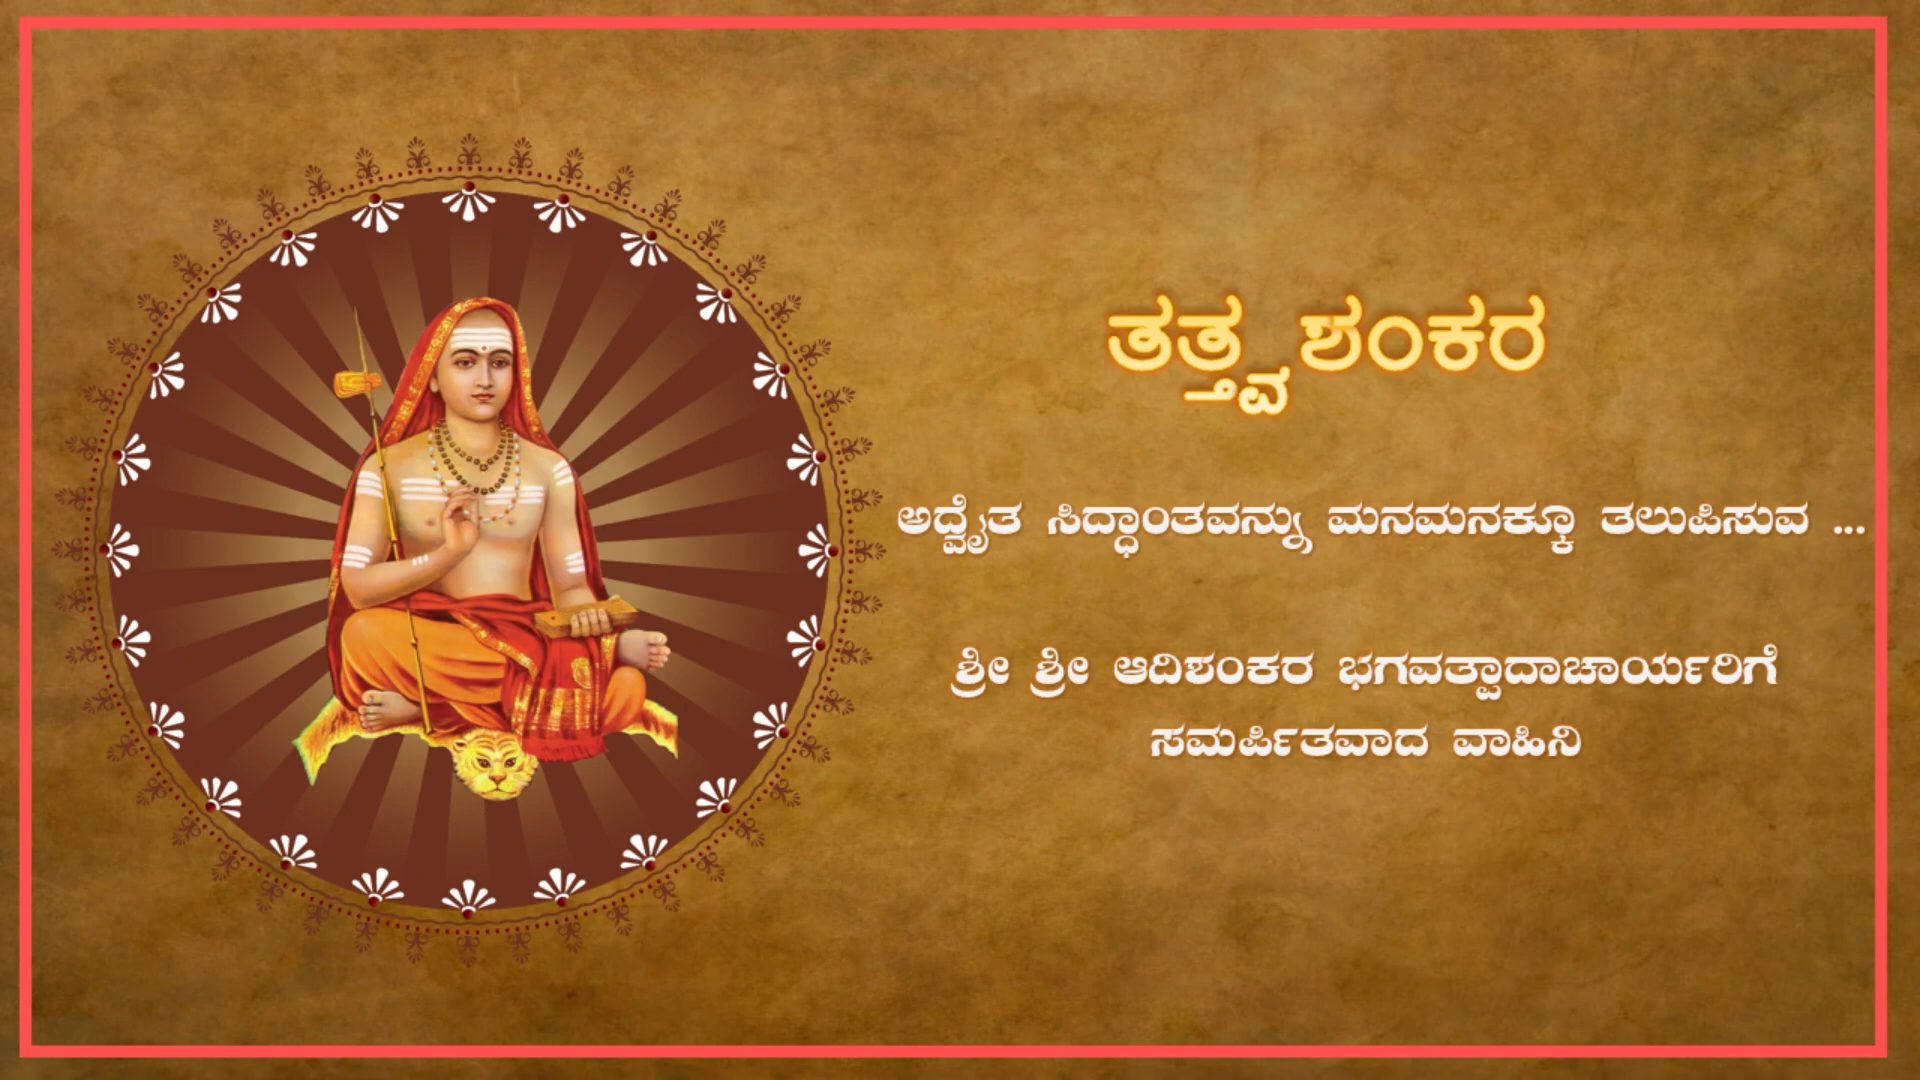 ತತ್ತ್ವಶಂಕರ
ಅದ್ವೈತ ಸಿದ್ಧಾಂತವನ್ನು ಮನಮನಕ್ಕೂ ತಲುಪಿಸುವ ...
ಶ್ರೀ ಶ್ರೀ ಆದಿಶಂಕರ ಭಗವತ್ಪಾದಾಚಾರ್ಯರಿಗೆ
ಸಮರ್ಪಿತವಾದ ವಾಹಿನಿ